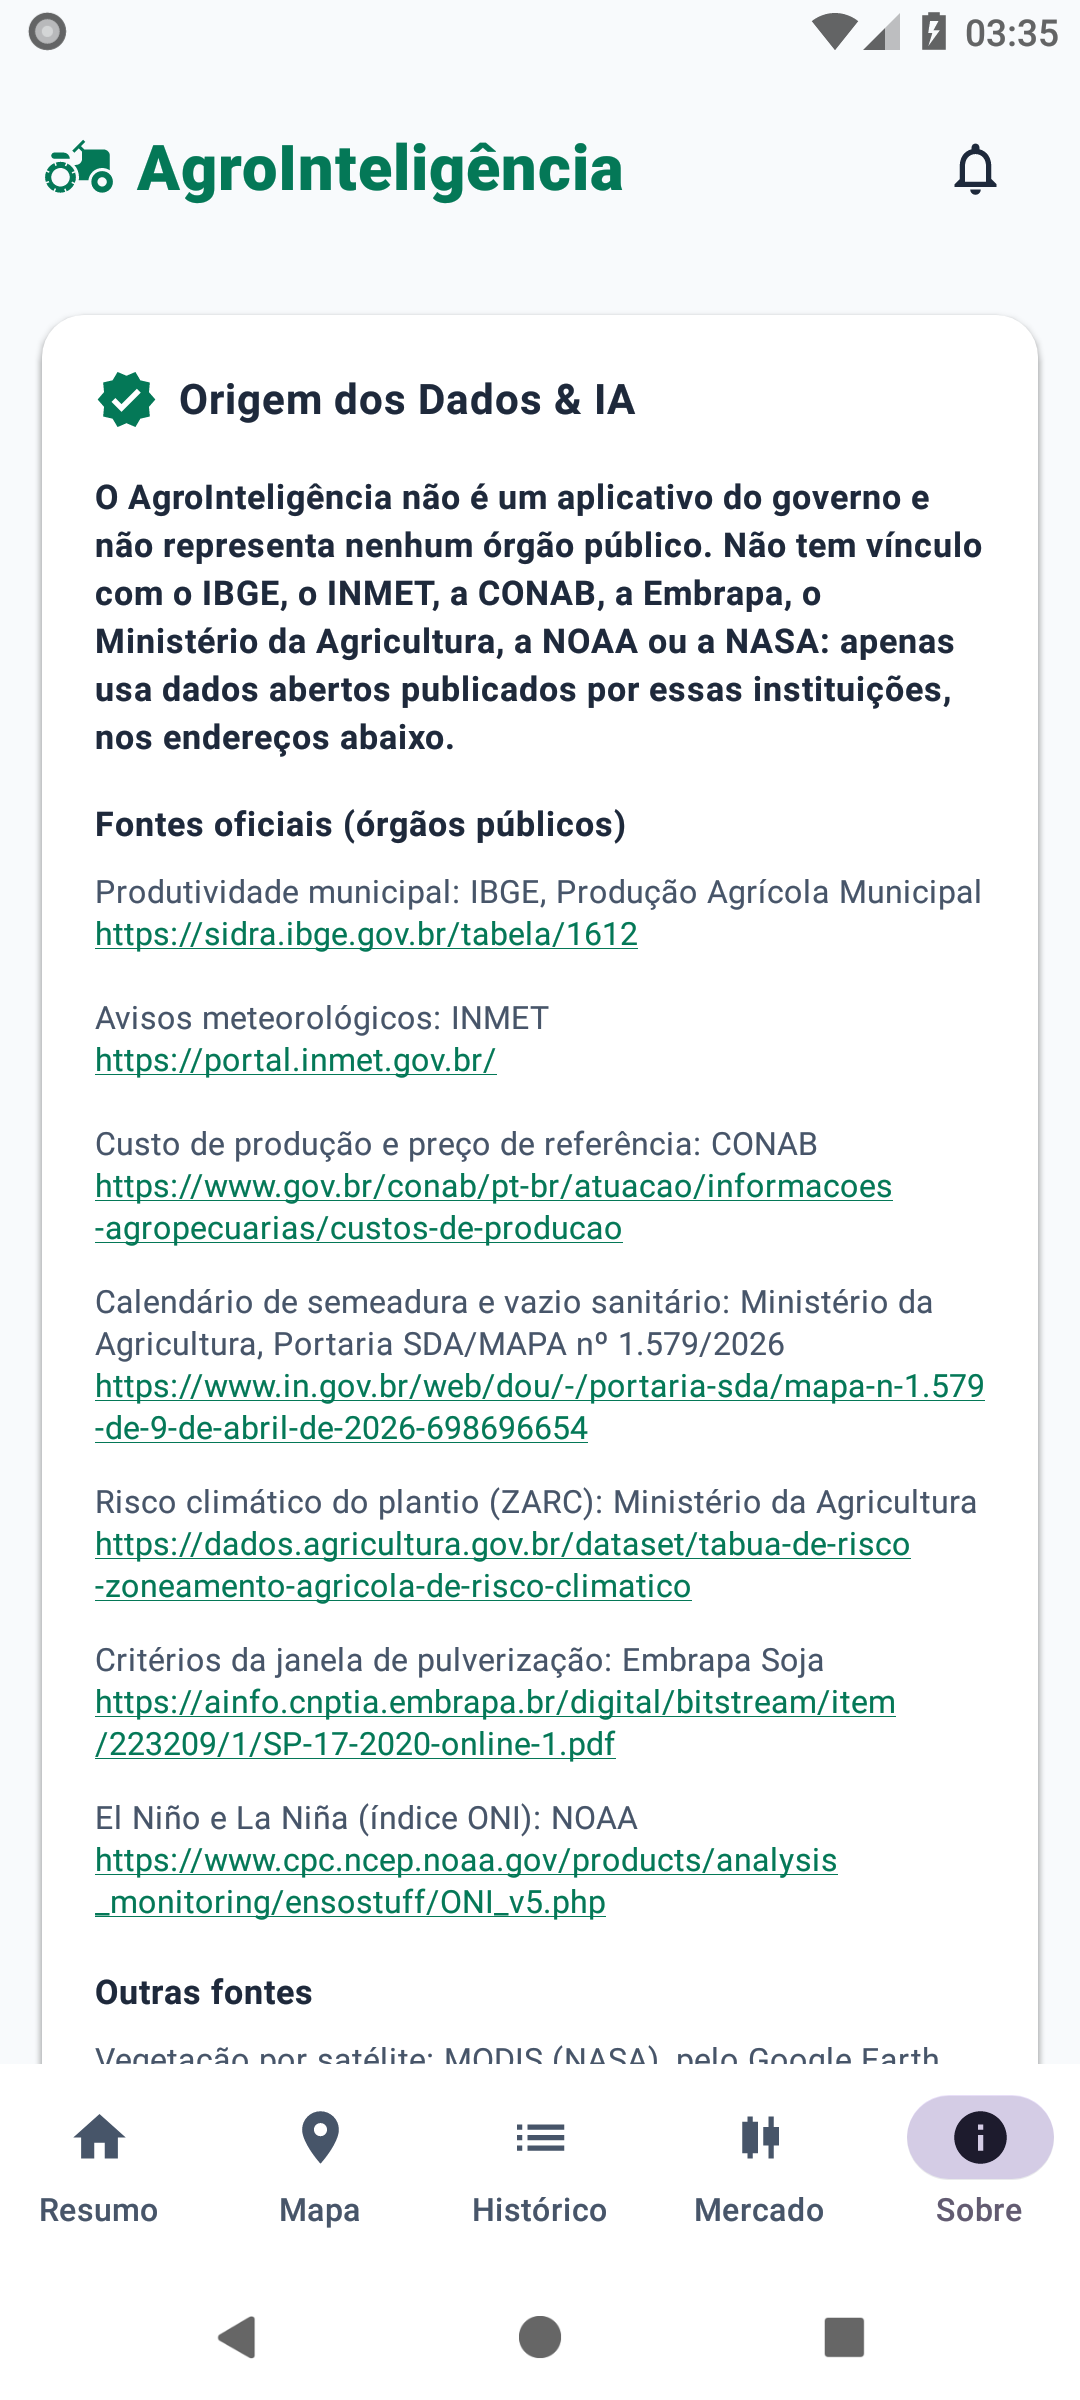 03:35
AgroInteligência
Origem dos Dados & IA
O AgroInteligência não é um aplicativo do governo e
não representa nenhum órgão público. Não tem vínculo
com o IBGE, o INMET, a CONAB, a Embrapa, o
Ministério da Agricultura, a NOAA ou a NASA: apenas
usa dados abertos publicados por essas instituições,
nos endereços abaixo.
Fontes oficiais (órgãos públicos)
Produtividade municipal: IBGE, Produção Agrícola Municipal
https://sidra.ibge.gov.br/tabela/1612
Avisos meteorológicos: INMET
https://portal.inmet.gov.br/
Custo de produção e preço de referência: CONAB
https://www.gov.br/conab/pt-br/atuacao/informacoes
-agropecuarias/custos-de-producao
Calendário de semeadura e vazio sanitário: Ministério da
Agricultura, Portaria SDA/MAPA nº 1.579/2026
https://www.in.gov.br/web/dou/-/portaria-sda/mapa-n-1.579
-de-9-de-abril-de-2026-698696654
Risco climático do plantio (ZARC): Ministério da Agricultura
https://dados.agricultura.gov.br/dataset/tabua-de-risco
-zoneamento-agricola-de-risco-climatico
Critérios da janela de pulverização: Embrapa Soja
https://ainfo.cnptia.embrapa.br/digital/bitstream/item
/223209/1/SP-17-2020-online-1.pdf
El Niño e La Niña (índice ONI): NOAA
https://www.cpc.ncep.noaa.gov/products/analysis
_monitoring/ensostuff/ONI_v5.php
Outras fontes
Vegetação por satélite: MODIS (NASA), pelo Google Earth
Resumo
Mapa
Histórico
Mercado
Sobre